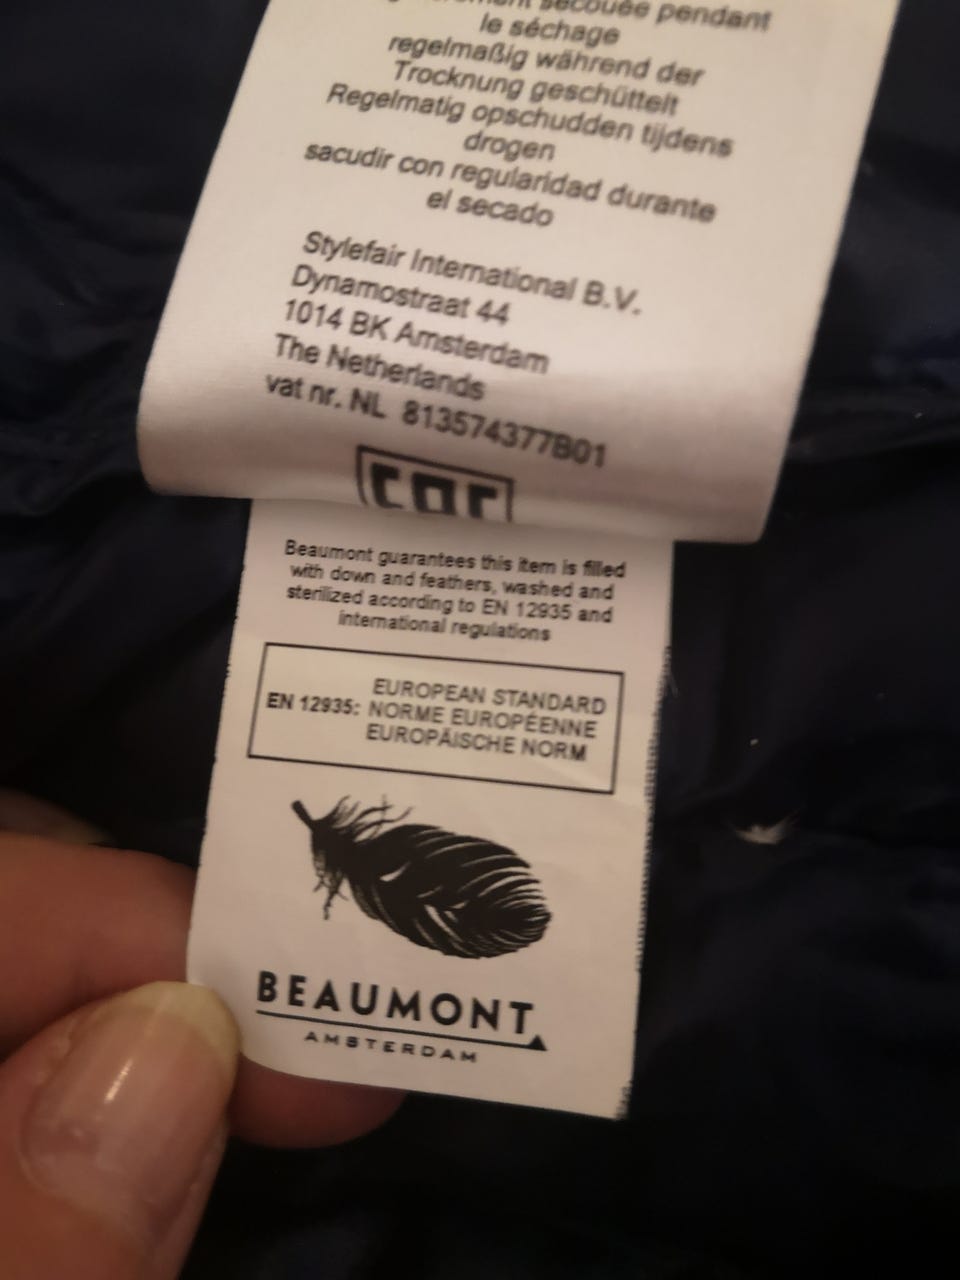 secouée pendant
le séchage
regelmaßig während der
Trocknung geschüttelt
Regelmatig opschudden tijdens
drogen
sacudir con regularidad durante
el secado
Stylefair International B.V.
Dynamostraat 44
1014 BK Amsterdam
The Netherlands
vat nr. NL 813574377B01
Beaumont guarantees this item is filled
with down and feathers, washed and
sterilized according to EN 12935 and
international regulations
EUROPEAN STANDARD
EN 12935: NORME EUROPÉENNE
EUROPÄISCHE NORM
BEAUMONT
AMSTERDAM